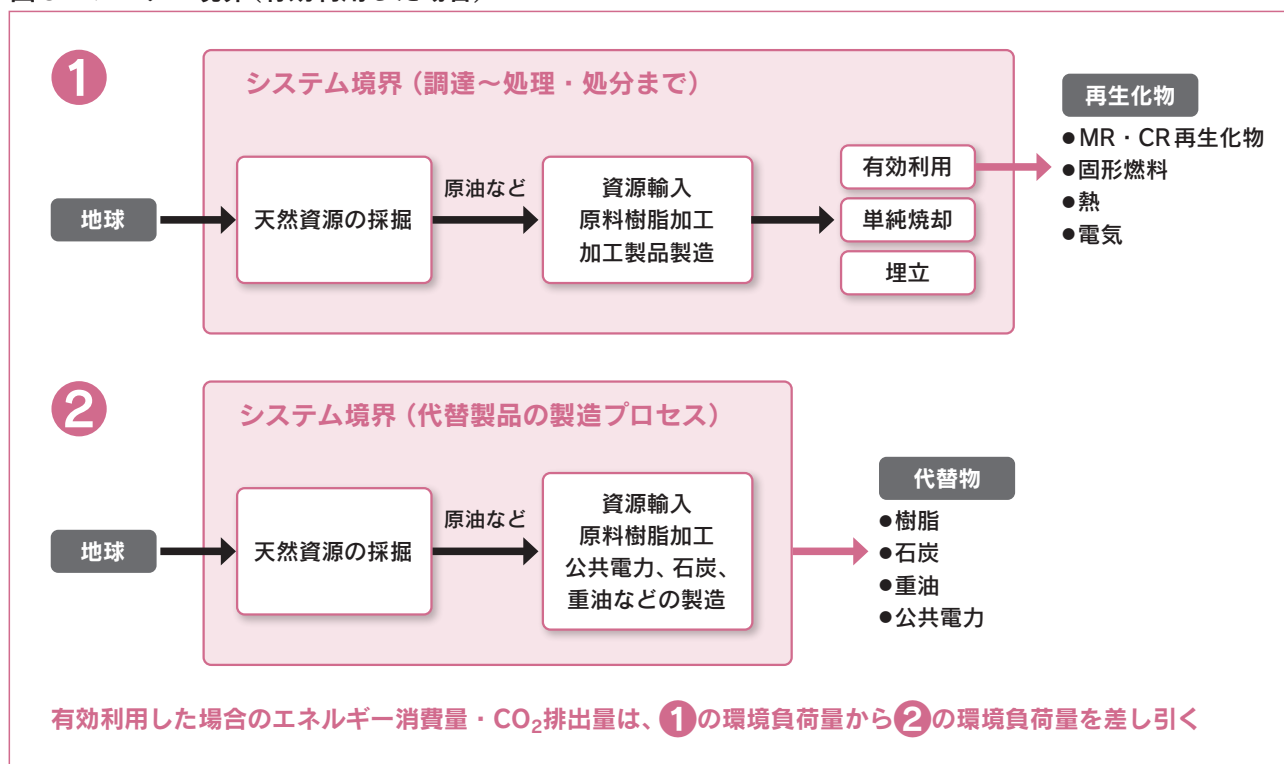 1
システム境界（調達～処理・処分まで）
地球
天然資源の採掘
原油など
資源輸入
原料樹脂加工
加工製品製造
有効利用
単純焼却
埋立
再生化物
●MR・CR再生化物
●固形燃料
●熱
●電気
2
システム境界（代替製品の製造プロセス）
地球
天然資源の採掘
原油など
資源輸入
原料樹脂加工
公共電力、石炭、
重油などの製造
代替物
●樹脂
●石炭
●重油
●公共電力
有効利用した場合のエネルギー消費量・CO₂排出量は、1の環境負荷量から2の環境負荷量を差し引く